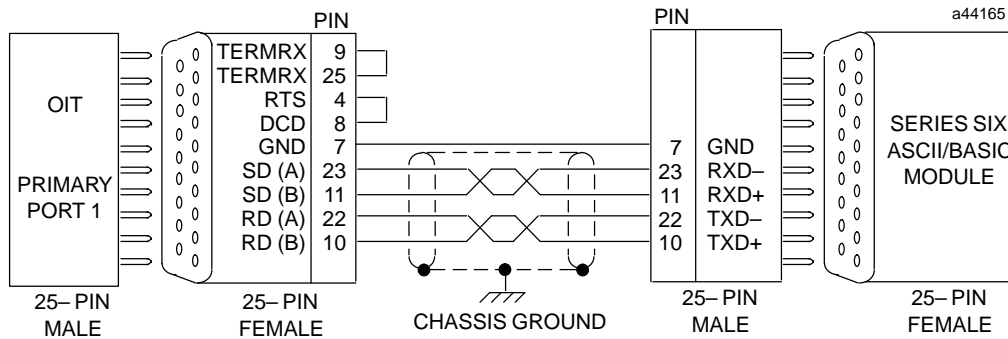 a44165
PIN
PIN
OIT
PRIMARY
PORT 1
TERMRX 9
TERMRX 25
RTS 4
DCD 8
GND 7
SD (A) 23
SD (B) 11
RD (A) 22
RD (B) 10
7 GND
23 RXD–
11 RXD+
22 TXD–
10 TXD+
SERIES SIX
ASCII/BASIC
MODULE
25– PIN
MALE
25– PIN
FEMALE
CHASSIS GROUND
25– PIN
MALE
25– PIN
FEMALE